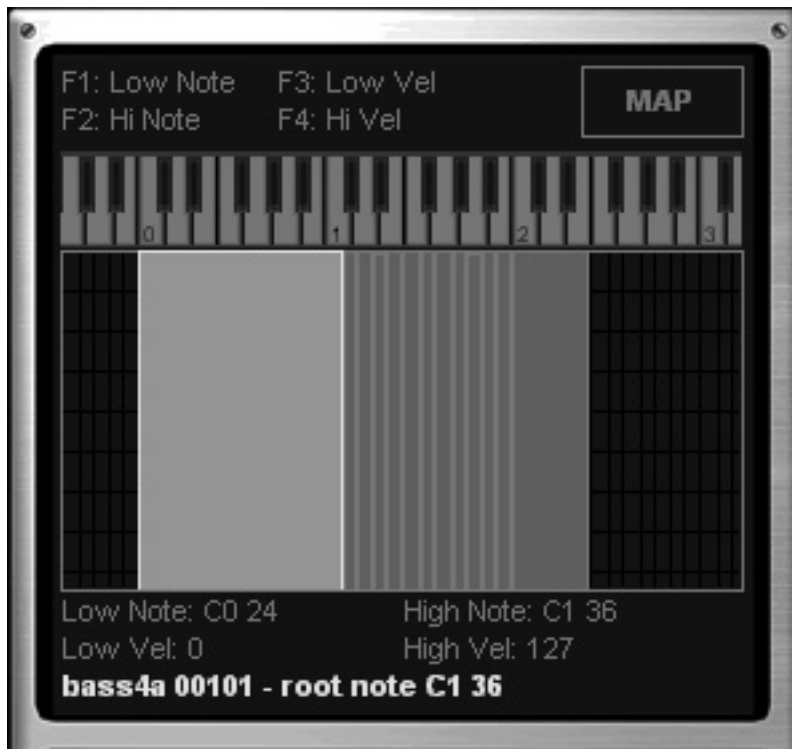 F1: Low Note F3: Low Vel
F2: Hi Note F4: Hi Vel
MAP
0 1 2 3
Low Note: C0 24 High Note: C1 36
Low Vel: 0 High Vel: 127
bass4a 00101 - root note C1 36